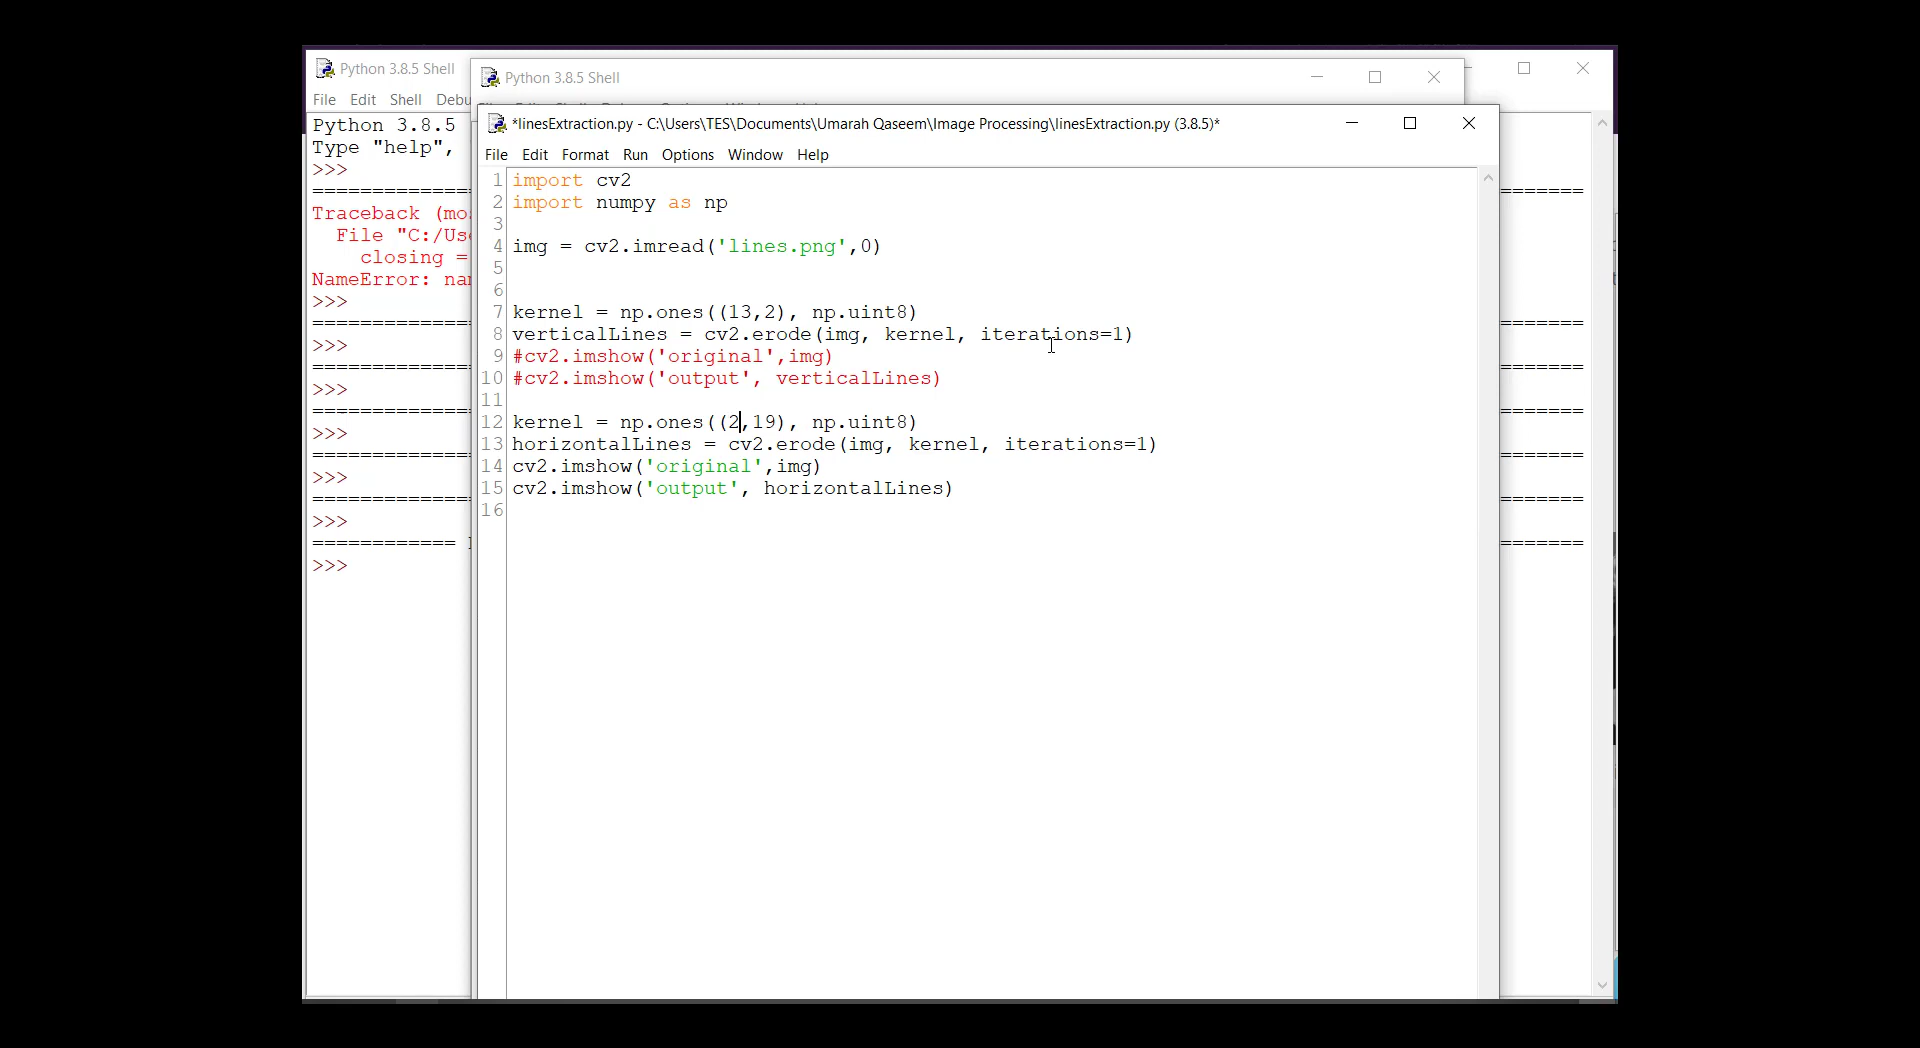 Python 3.8.5 Shell
File Edit Shell Debu
Python 3.8.5
Type "help",
>>>
Traceback (mo
File "C:/Use
closing =
NameError: nam
>>>
>>>
>>>
>>>
>>>
>>>
============
>>>
Python 3.8.5 Shell
*linesExtraction.py - C:\Users\TES\Documents\Umarah Qaseem\Image Processing\linesExtraction.py (3.8.5)*
File Edit Format Run Options Window Help
1 import cv2
2 import numpy as np
3
4 img = cv2.imread('lines.png',0)
5
6
7 kernel = np.ones((13,2), np.uint8)
8 verticalLines = cv2.erode(img, kernel, iterations=1)
9 #cv2.imshow('original',img)
10 #cv2.imshow('output', verticalLines)
11
12 kernel = np.ones((2,19), np.uint8)
13 horizontalLines = cv2.erode(img, kernel, iterations=1)
14 cv2.imshow('original',img)
15 cv2.imshow('output', horizontalLines)
16